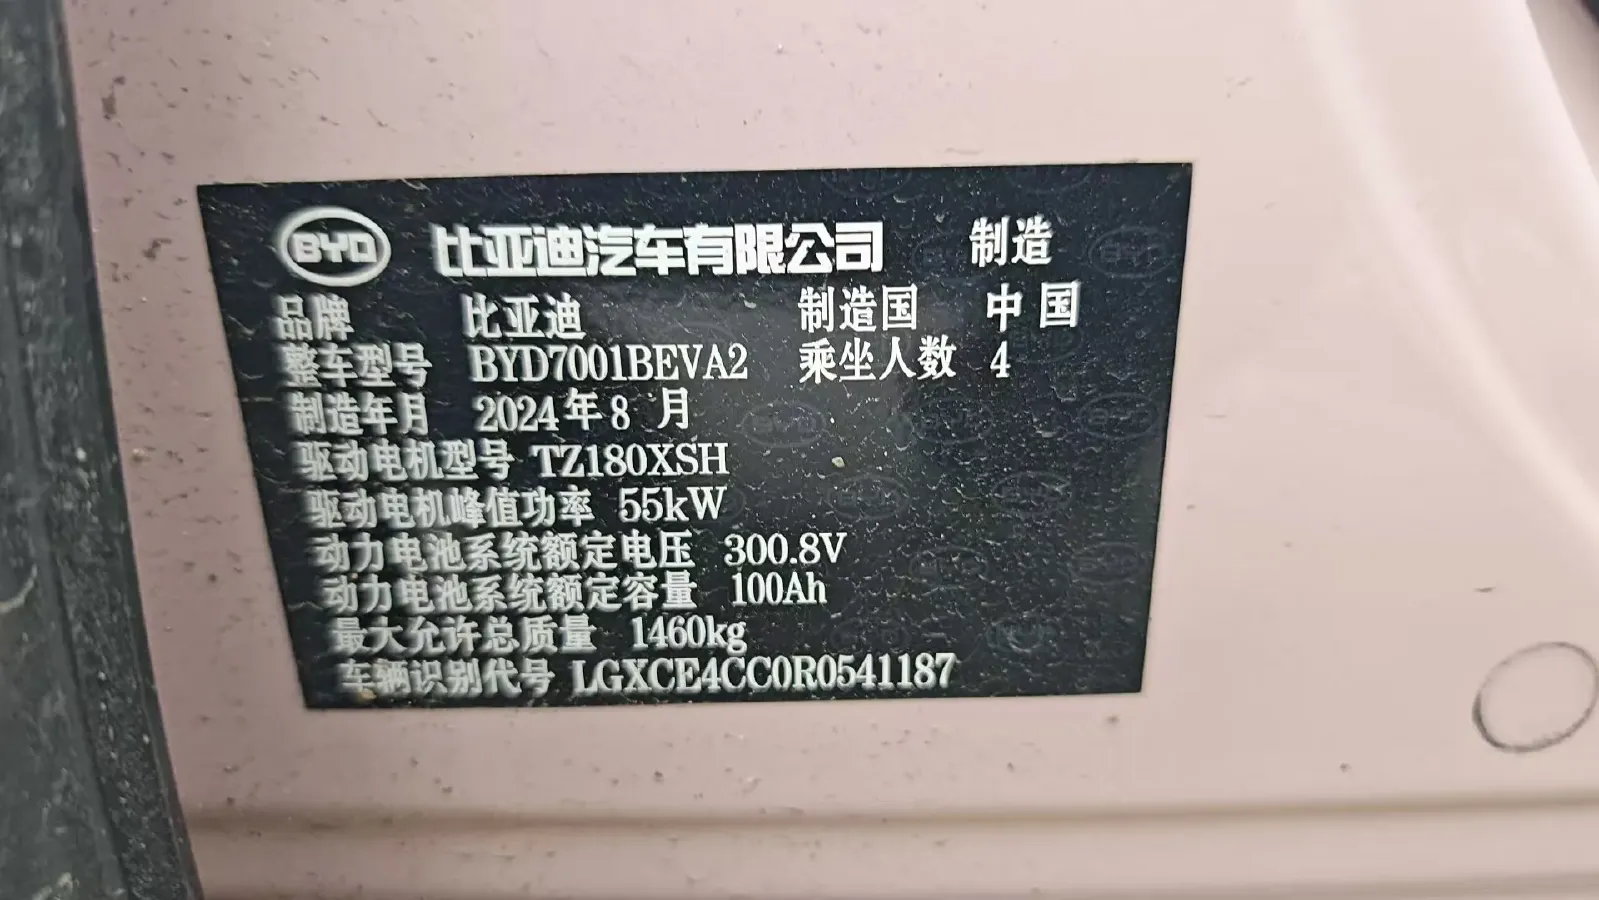 BYD 比亚迪汽车有限公司 制造
品牌 比亚迪 制造国 中国
整车型号 BYD7001BEVA2 乘坐人数 4
制造年月 2024年8月
驱动电机型号 TZ180XSH
驱动电机峰值功率 55kW
动力电池系统额定电压 300.8V
动力电池系统额定容量 100Ah
最大允许总质量 1460kg
车辆识别代号 LGXCE4CC0R0541187